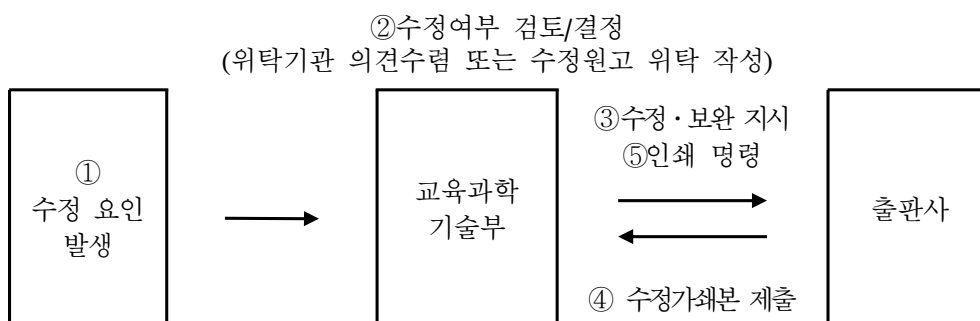 ②수정여부 검토/결정
(위탁기관 의견수렴 또는 수정원고 위탁 작성)
①
수정 요인
발생
교육과학
기술부
③수정·보완 지시
⑤인쇄 명령
④ 수정가쇄본 제출
출판사